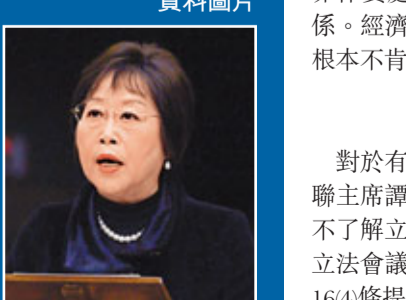 資料圖片
係。經濟
根本不肯
對於有
聯主席譚
不了解立
立法會議
16(4)條提